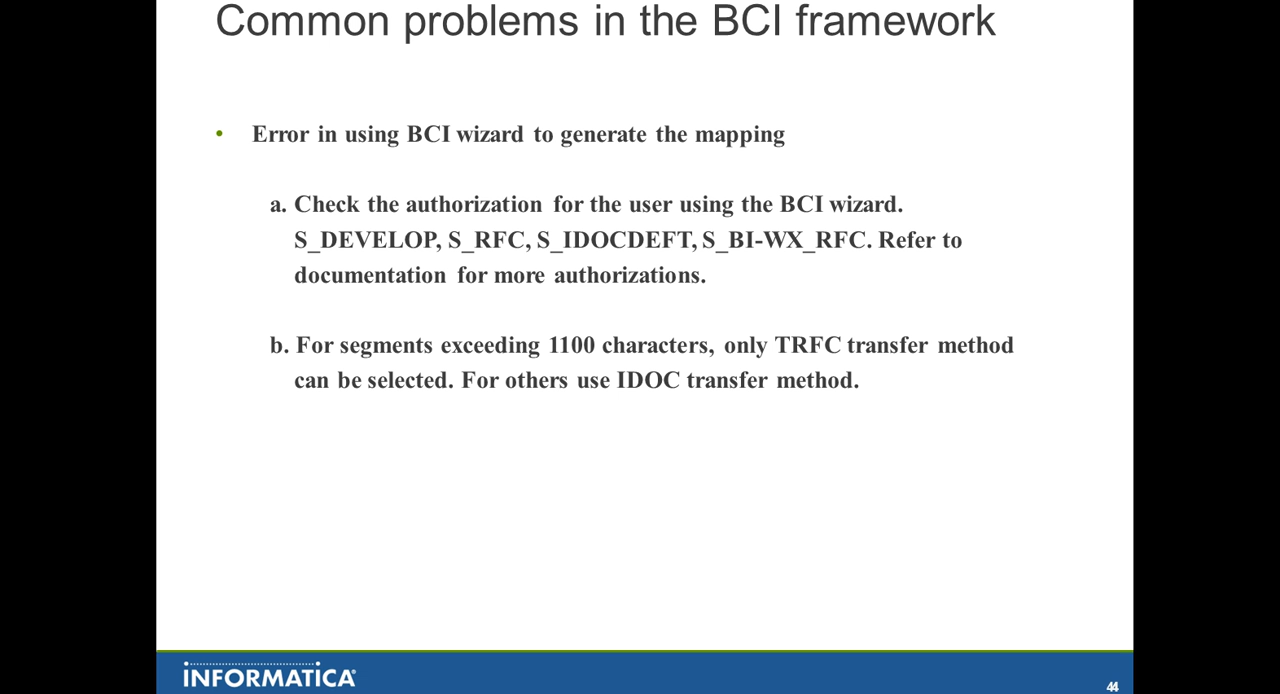 Common problems in the BCI framework
• Error in using BCI wizard to generate the mapping
a. Check the authorization for the user using the BCI wizard.
S_DEVELOP, S_RFC, S_IDOCDEFT, S_BI-WX_RFC. Refer to
documentation for more authorizations.
b. For segments exceeding 1100 characters, only TRFC transfer method
can be selected. For others use IDOC transfer method.
INFORMATICA
44